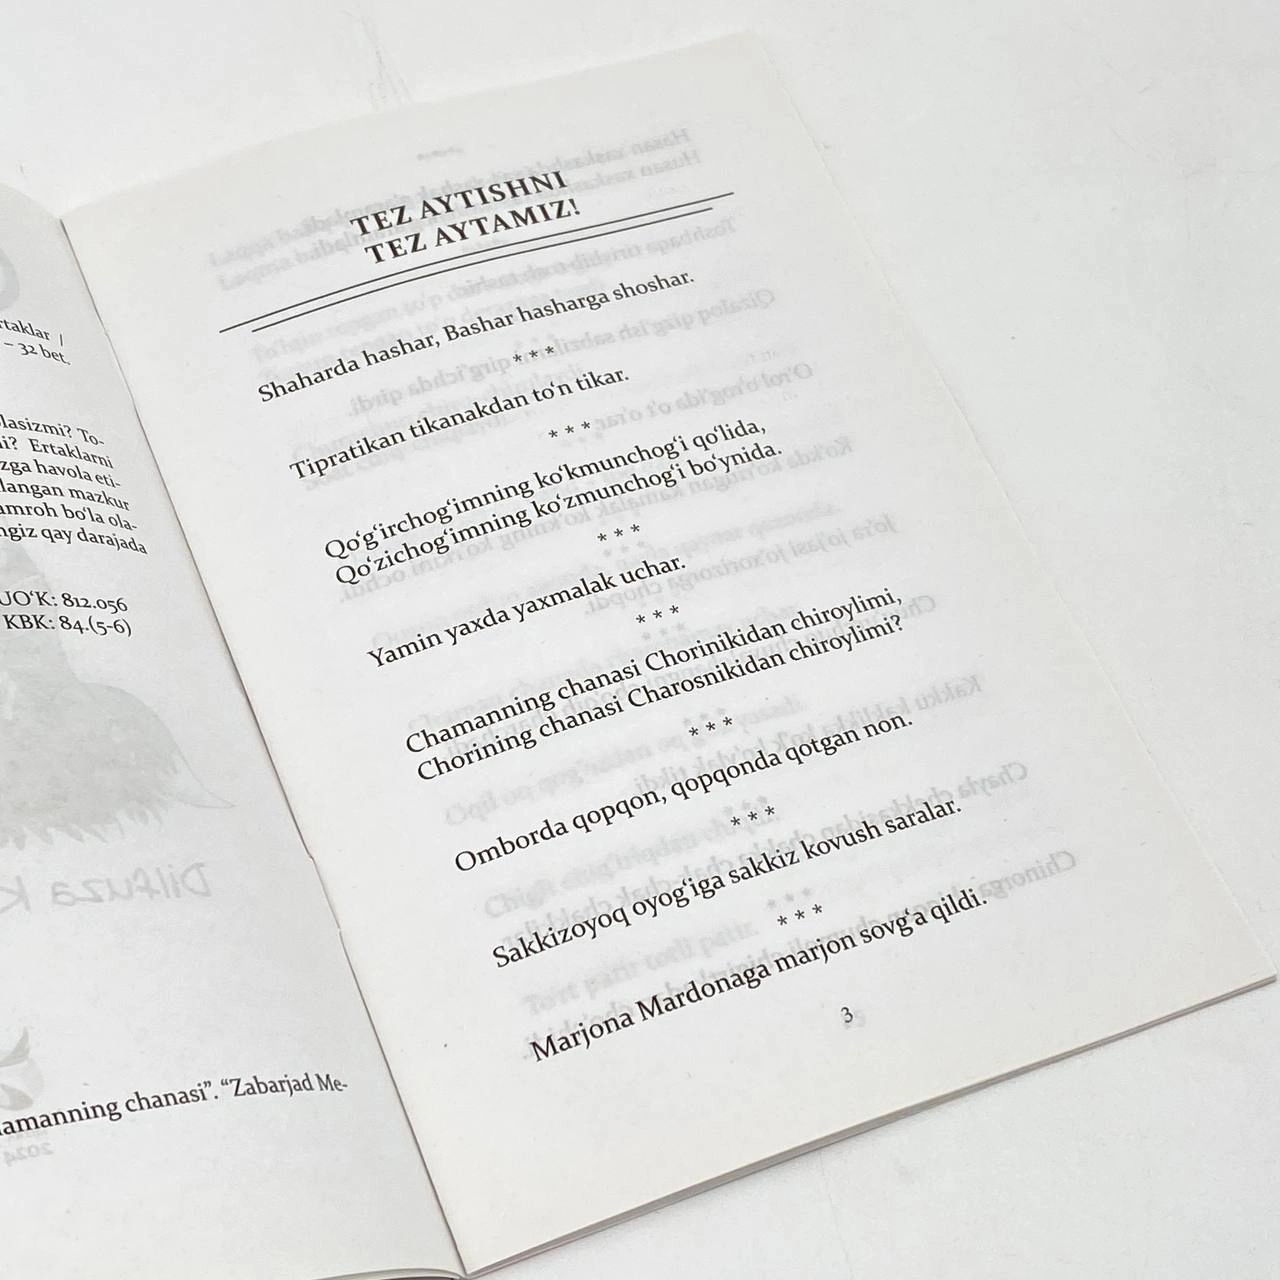 rtaklar /
– 32 bet.
lasizmi? To-
ni? Ertaklarni
zga havola eti-
langan mazkur
amroh bo‘la ola-
ngiz qay darajada
UO‘K: 812.056
KBK: 84.(5-6)
amanning chanasi”. “Zabarjad Me-
TEZ AYTISHNI
TEZ AYTAMIZ!
Shaharda hashar, Bashar hasharga shoshar.
* * *
Tipratikan tikanakdan to‘n tikar.
* * *
Qo‘g‘irchog‘imning ko‘kmunchog‘i qo‘lida,
Qo‘zichog‘imning ko‘zmunchog‘i bo‘ynida.
* * *
Yamin yaxda yaxmalak uchar.
* * *
Chamanning chanasi Chorinikidan chiroylimi,
Chorining chanasi Charosnikidan chiroylimi?
* * *
Omborda qopqon, qopqonda qotgan non.
* * *
Sakkizoyoq oyog‘iga sakkiz kovush saralar.
* * *
Marjona Mardonaga marjon sovg‘a qildi.
3